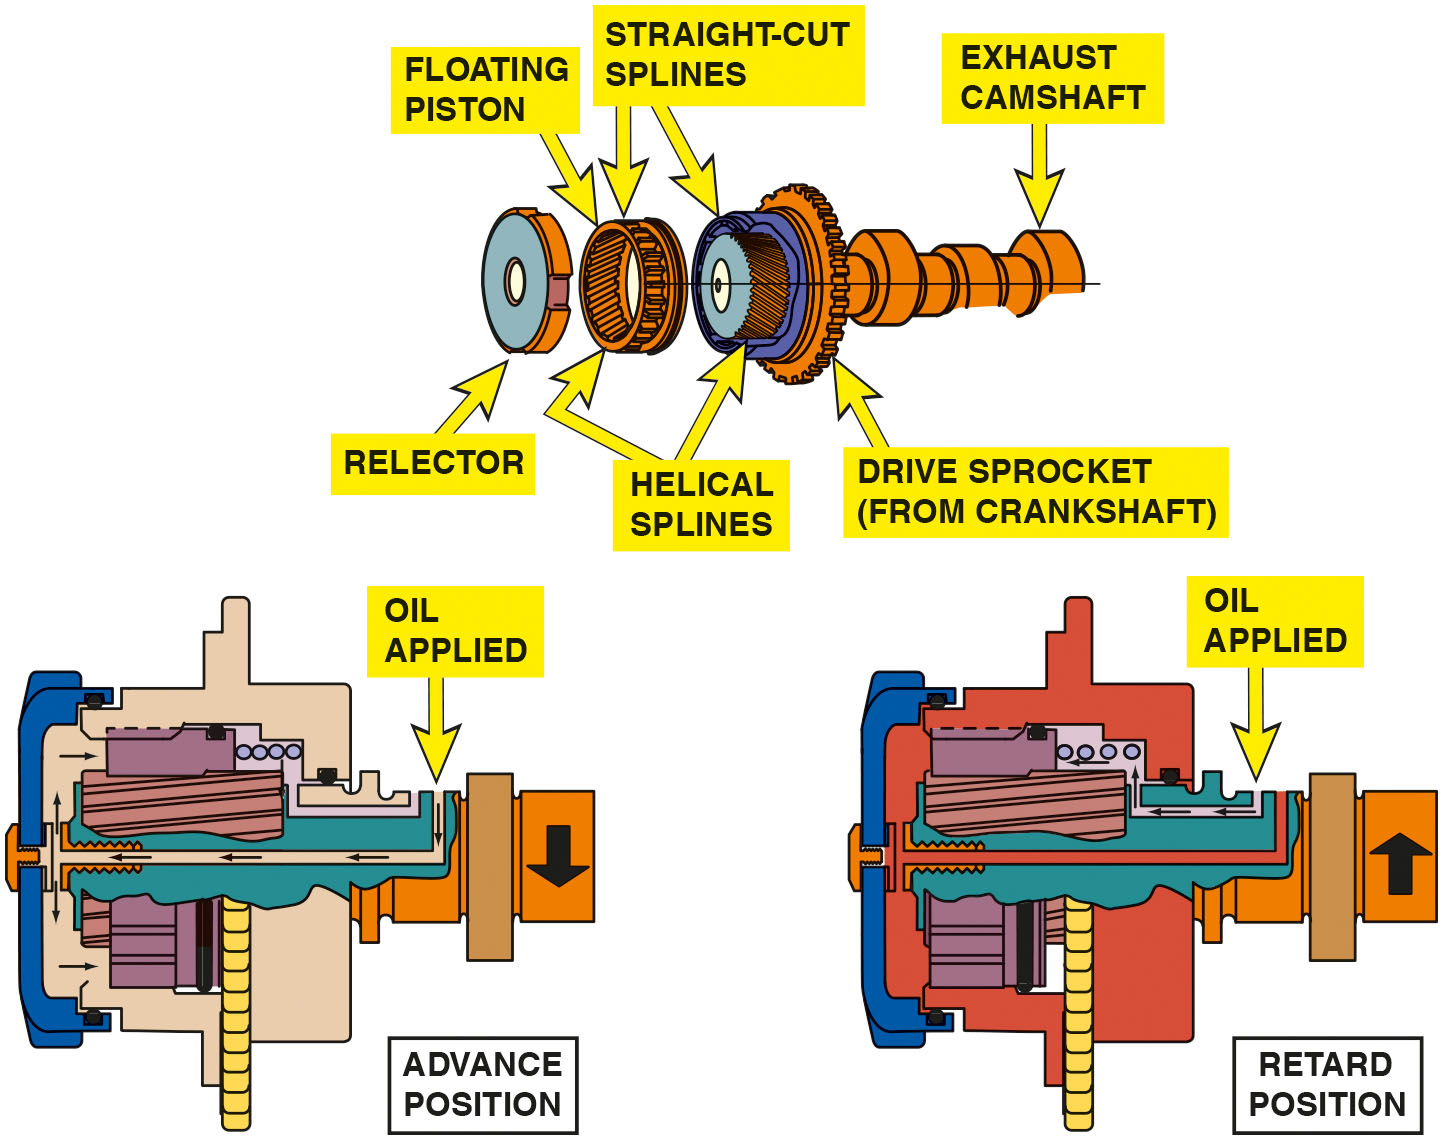 STRAIGHT-CUT
SPLINES
FLOATING
PISTON
EXHAUST
CAMSHAFT
RELECTOR
HELICAL
SPLINES
DRIVE SPROCKET
(FROM CRANKSHAFT)
OIL
APPLIED
OIL
APPLIED
ADVANCE
POSITION
RETARD
POSITION